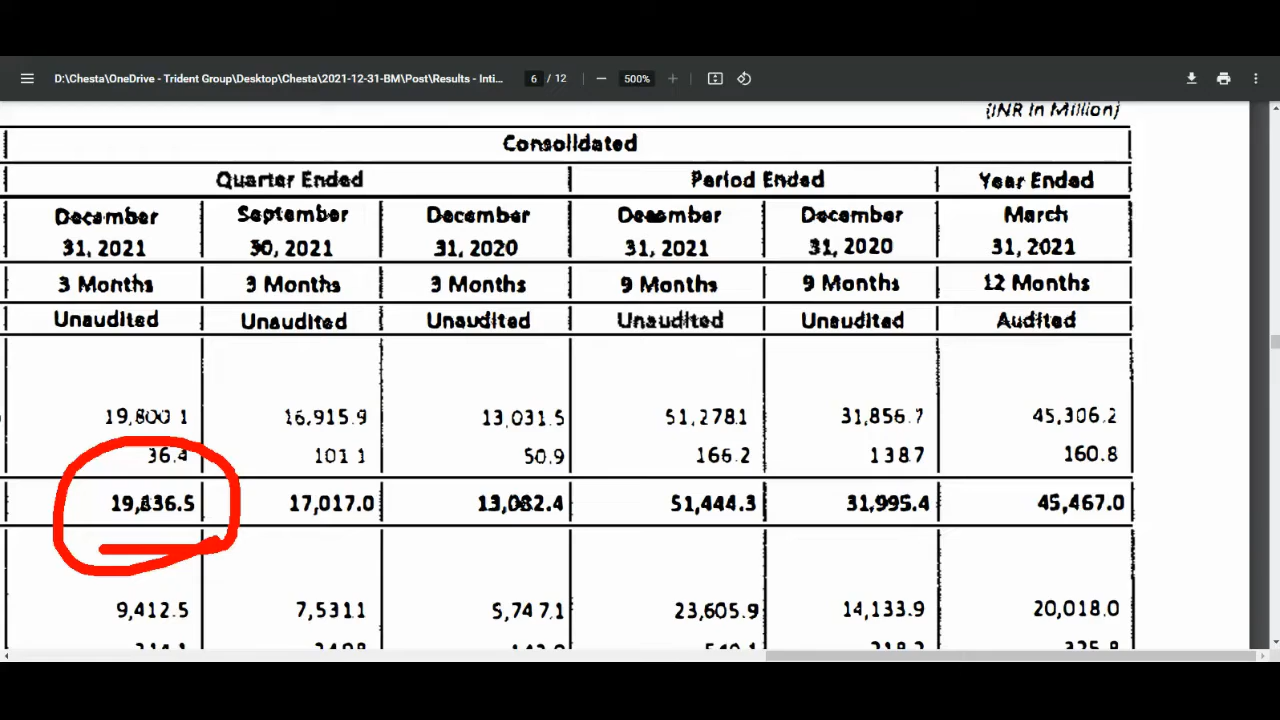 D:\Chesta\OneDrive - Trident Group\Desktop\Chesta\2021-12-31-BM\Post\Results - Inti... 6 / 12 500%
(INR In Million)
Consolidated
Quarter Ended Period Ended Year Ended
December September December December December March
31, 2021 30, 2021 31, 2020 31, 2021 31, 2020 31, 2021
3 Months 3 Months 3 Months 9 Months 9 Months 12 Months
Unaudited Unaudited Unaudited Unaudited Unaudited Audited
19,800.1 16,915.9 13,031.5 51,278.1 31,856.7 45,306.2
36.4 101.1 50.9 166.2 138.7 160.8
19,836.5 17,017.0 13,082.4 51,444.3 31,995.4 45,467.0
9,412.5 7,531.1 5,747.1 23,605.9 14,133.9 20,018.0